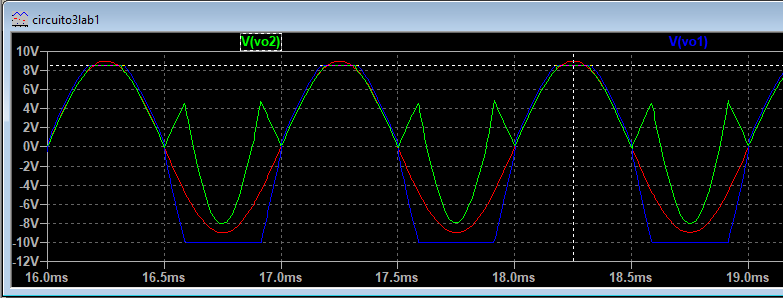 circuito3lab1
V(vo2) V(vo1)
10V
8V
6V
4V
2V
0V
-2V
-4V
-6V
-8V
-10V
-12V
16.0ms 16.5ms 17.0ms 17.5ms 18.0ms 18.5ms 19.0ms